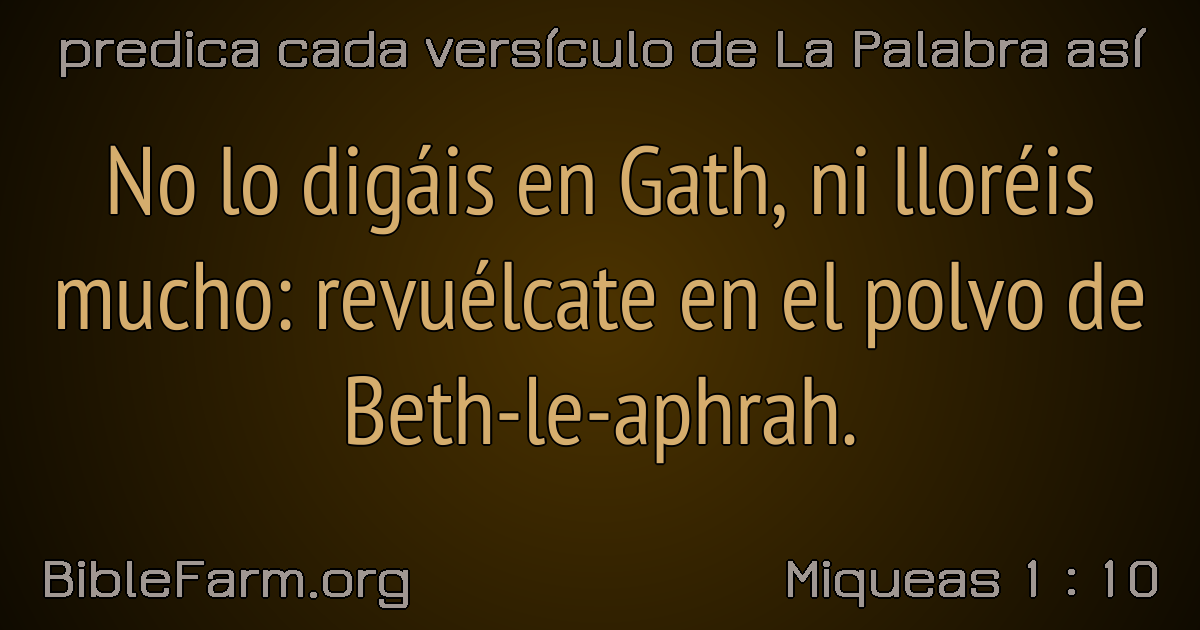 predica cada versículo de La Palabra así
No lo digáis en Gath, ni lloréis
mucho: revuélcate en el polvo de
Beth-le-aphrah.
BibleFarm.org
Miqueas 1 : 10